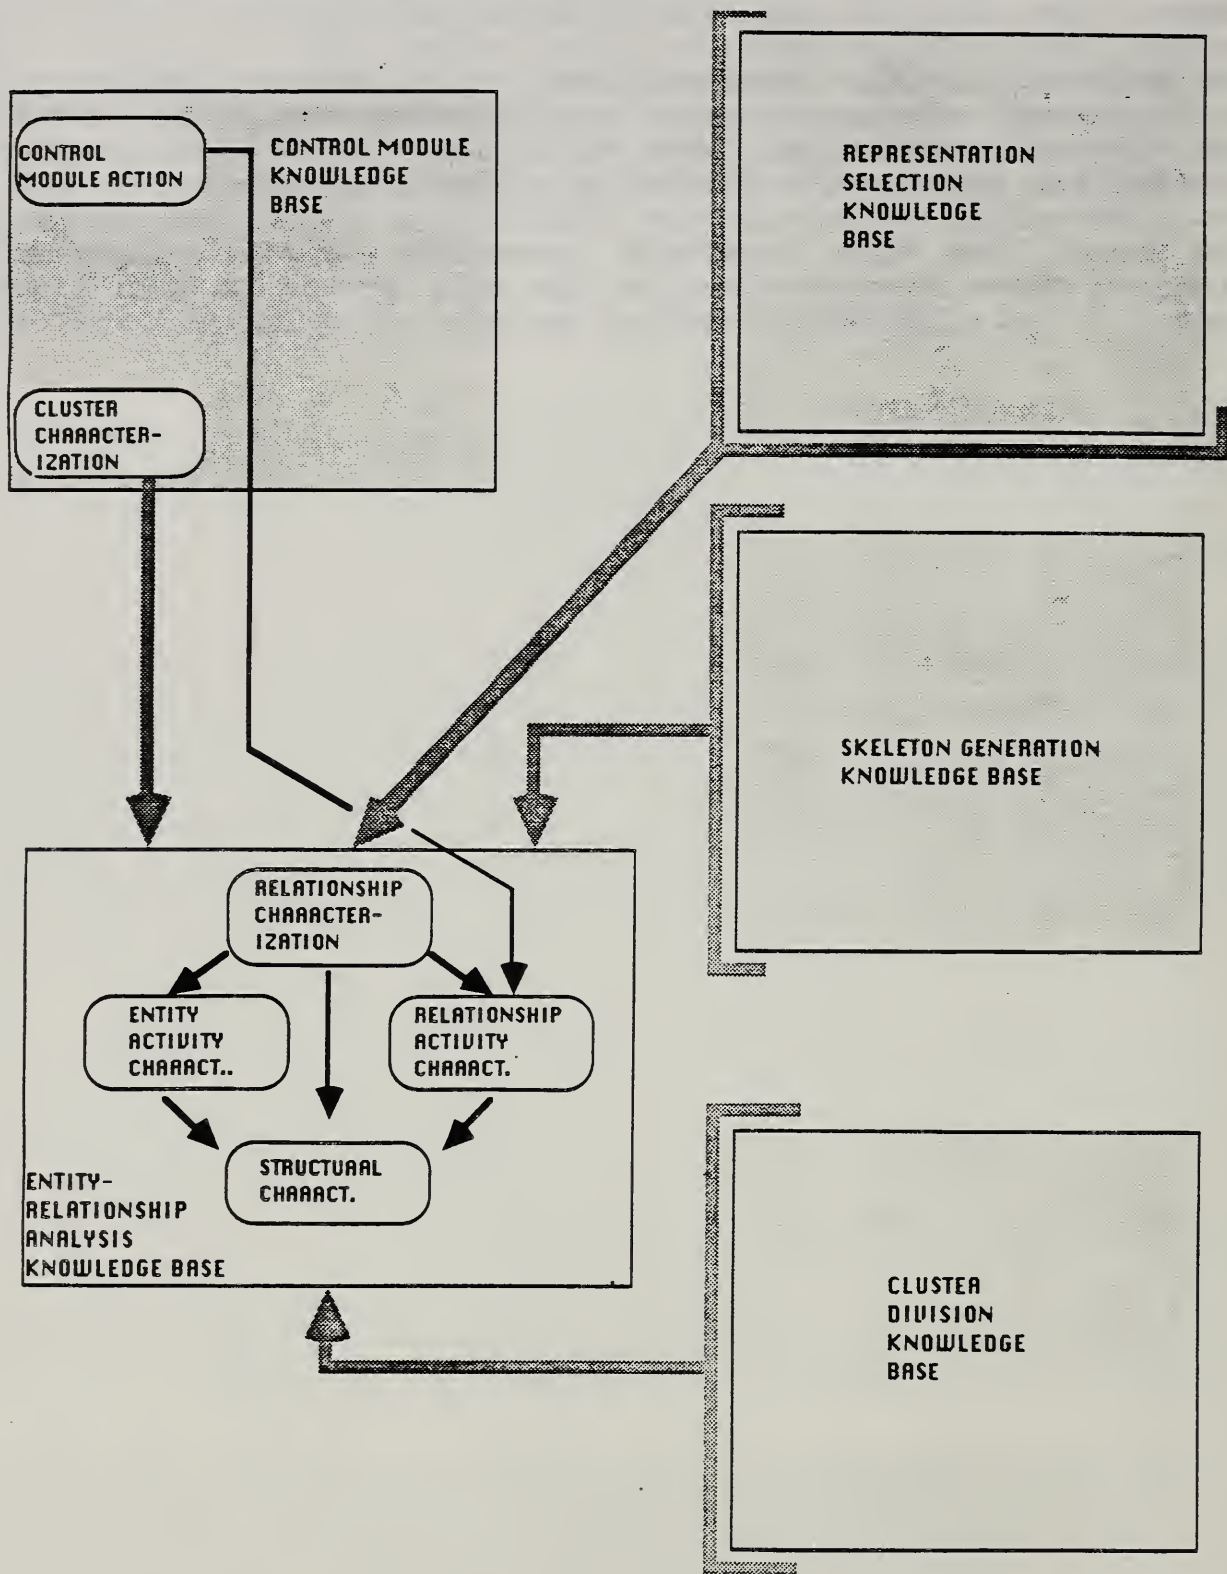 CONTROL
MODULE ACTION
CONTROL MODULE
KNOWLEDGE
BASE
CLUSTER
CHARACTER-
IZATION
REPRESENTATION
SELECTION
KNOWLEDGE
BASE
SKELETON GENERATION
KNOWLEDGE BASE
RELATIONSHIP
CHARACTER-
IZATION
ENTITY
ACTIVITY
CHARACT..
RELATIONSHIP
ACTIVITY
CHARACT.
STRUCTURAL
CHARACT.
ENTITY-
RELATIONSHIP
ANALYSIS
KNOWLEDGE BASE
CLUSTER
DIVISION
KNOWLEDGE
BASE